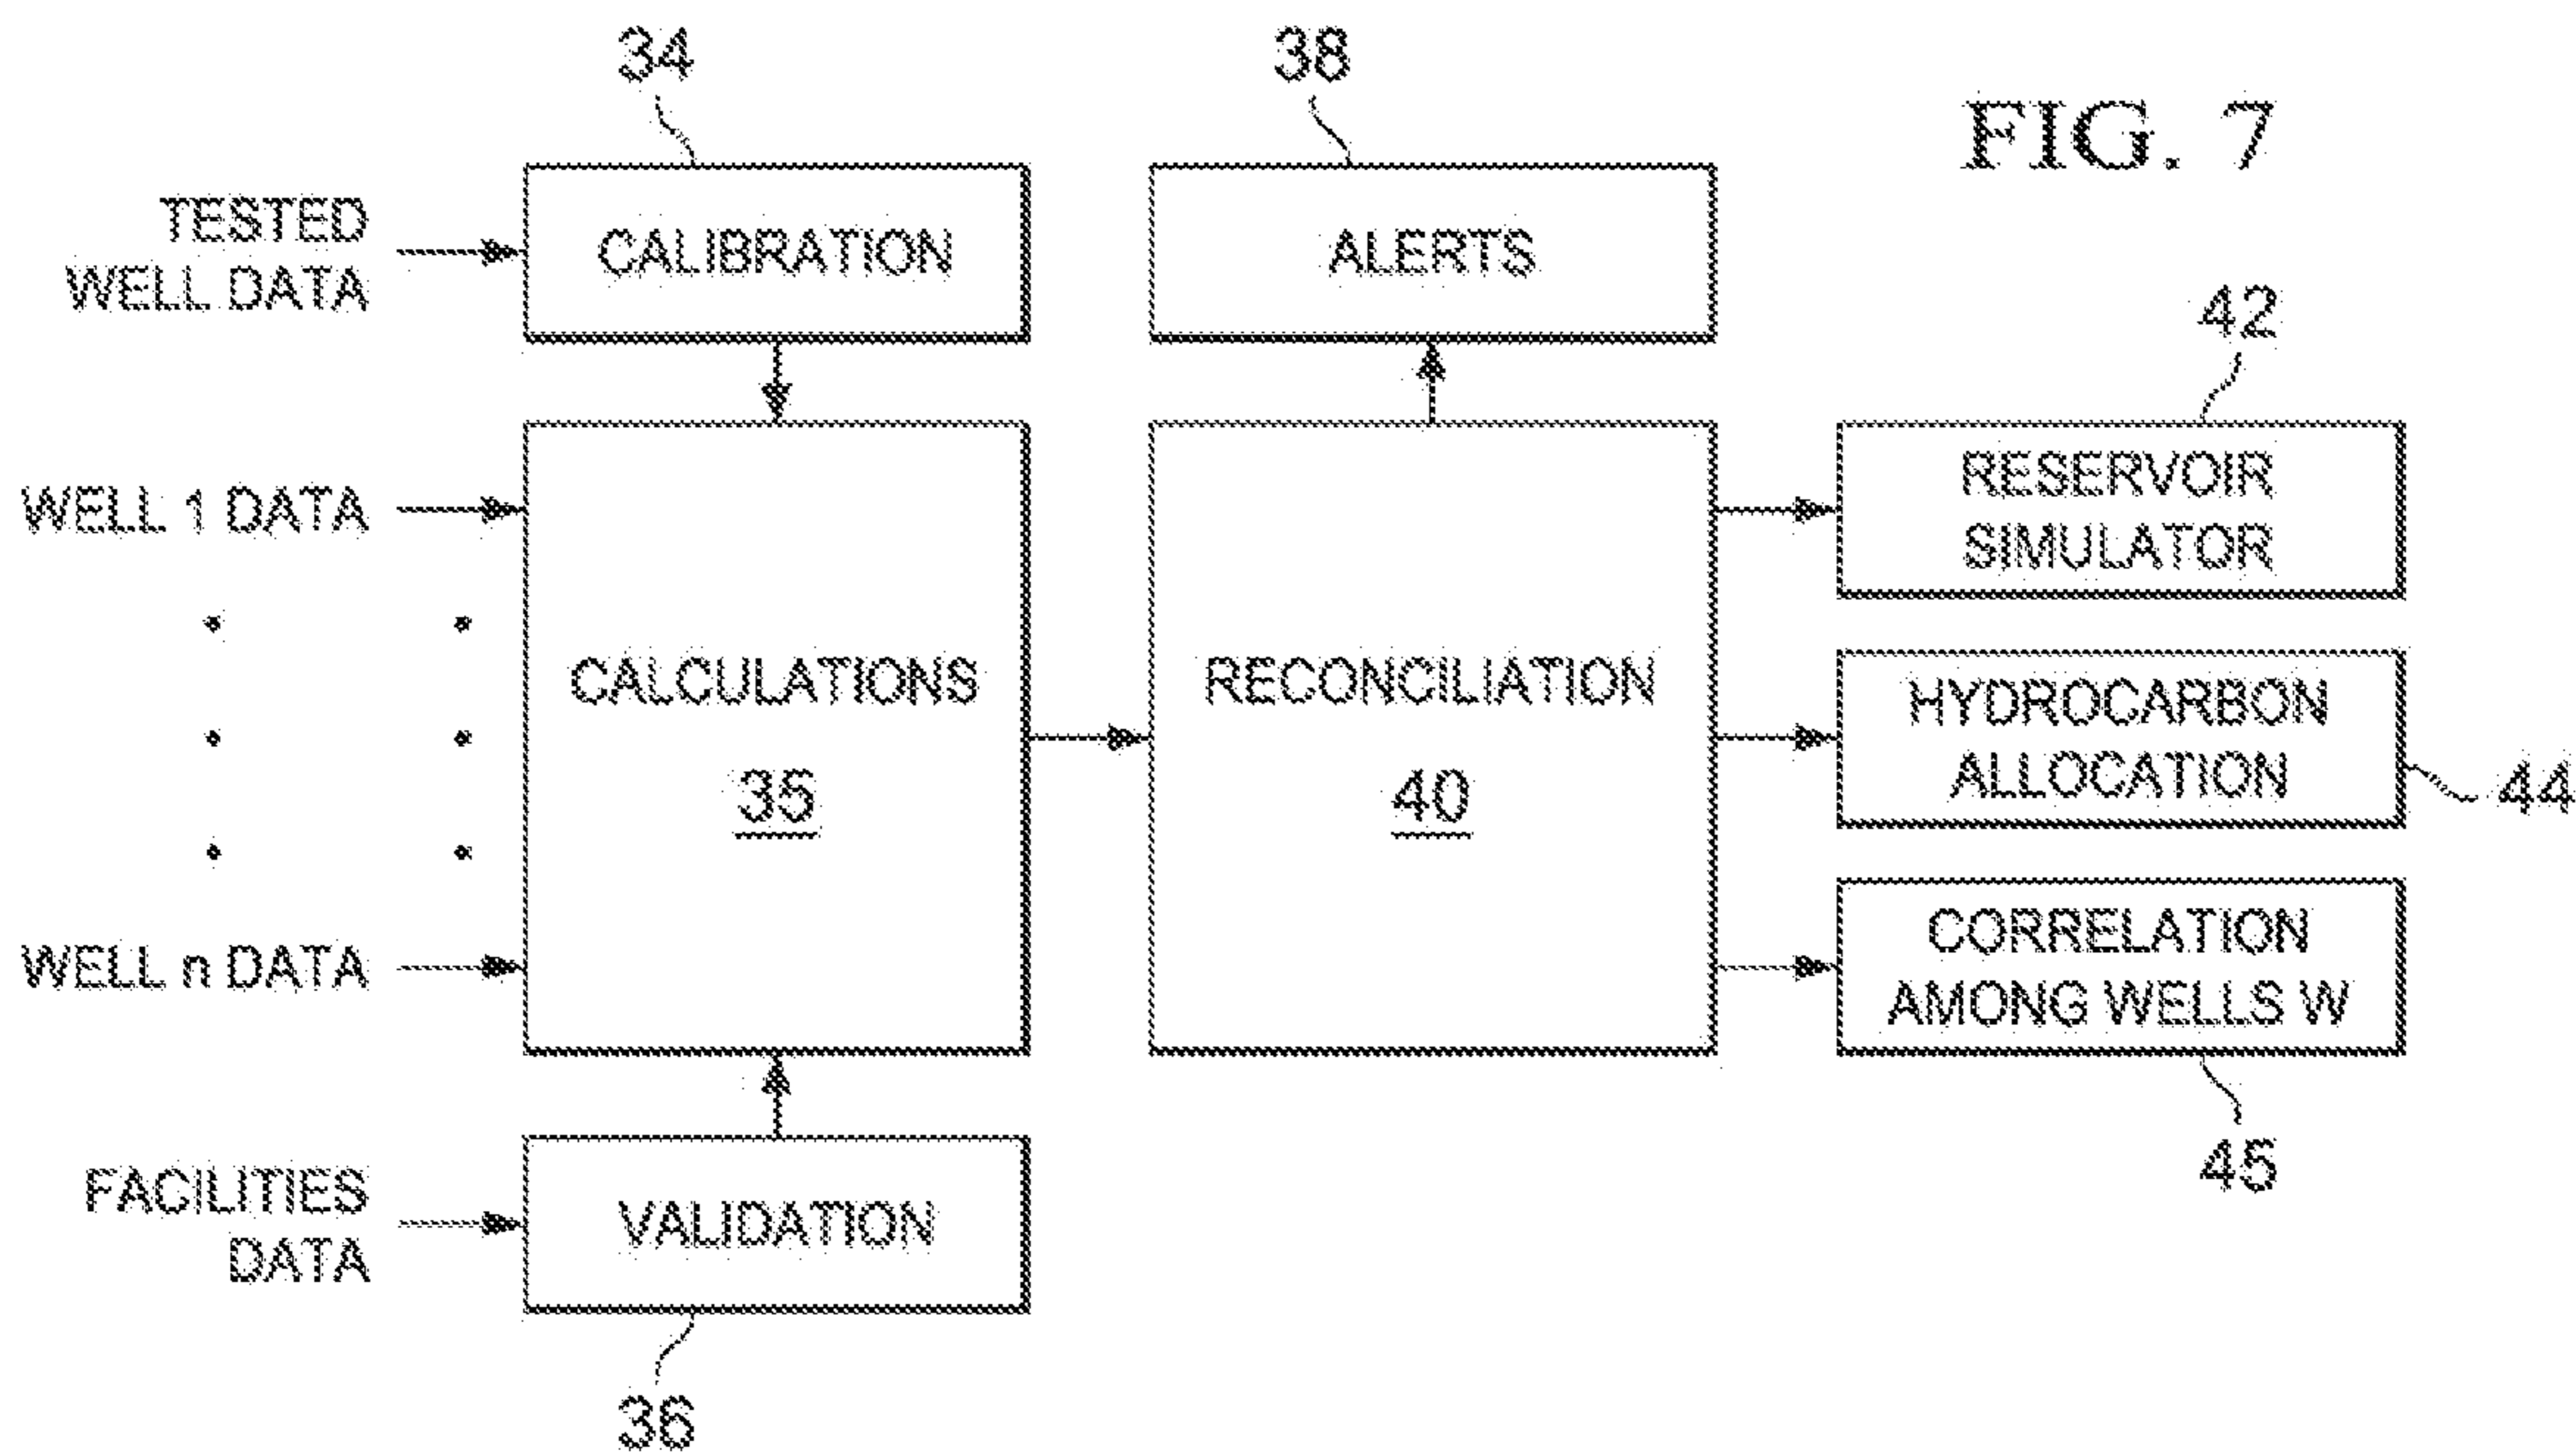 34
38
FIG. 7
TESTED
WELL DATA
CALIBRATION
ALERTS
42
WELL 1 DATA
RESERVOIR
SIMULATOR
CALCULATIONS
35
RECONCILIATION
40
HYDROCARBON
ALLOCATION
44
WELL n DATA
CORRELATION
AMONG WELLS W
45
FACILITIES
DATA
VALIDATION
36